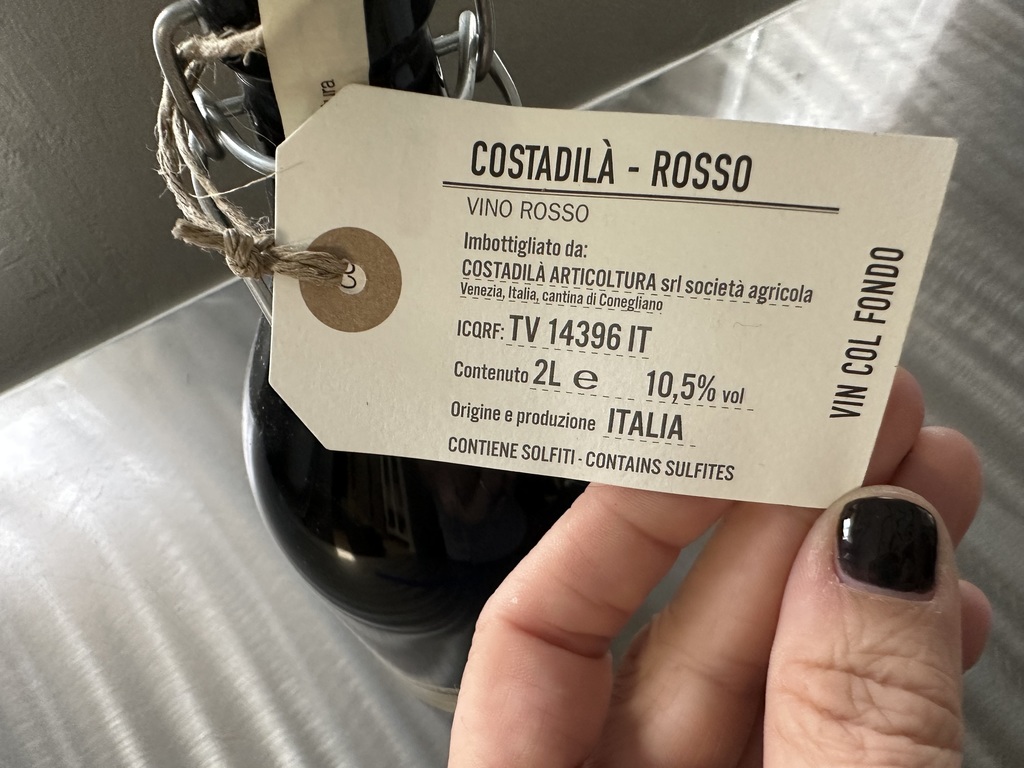 COSTADILÀ - ROSSO
VINO ROSSO
Imbottigliato da:
COSTADILÀ ARTICOLTURA srl società agricola
Venezia, Italia, cantina di Conegliano
ICQRF: TV 14396 IT
Contenuto 2L e 10,5% vol
Origine e produzione ITALIA
CONTIENE SOLFITI - CONTAINS SULFITES
VIN COL FONDO